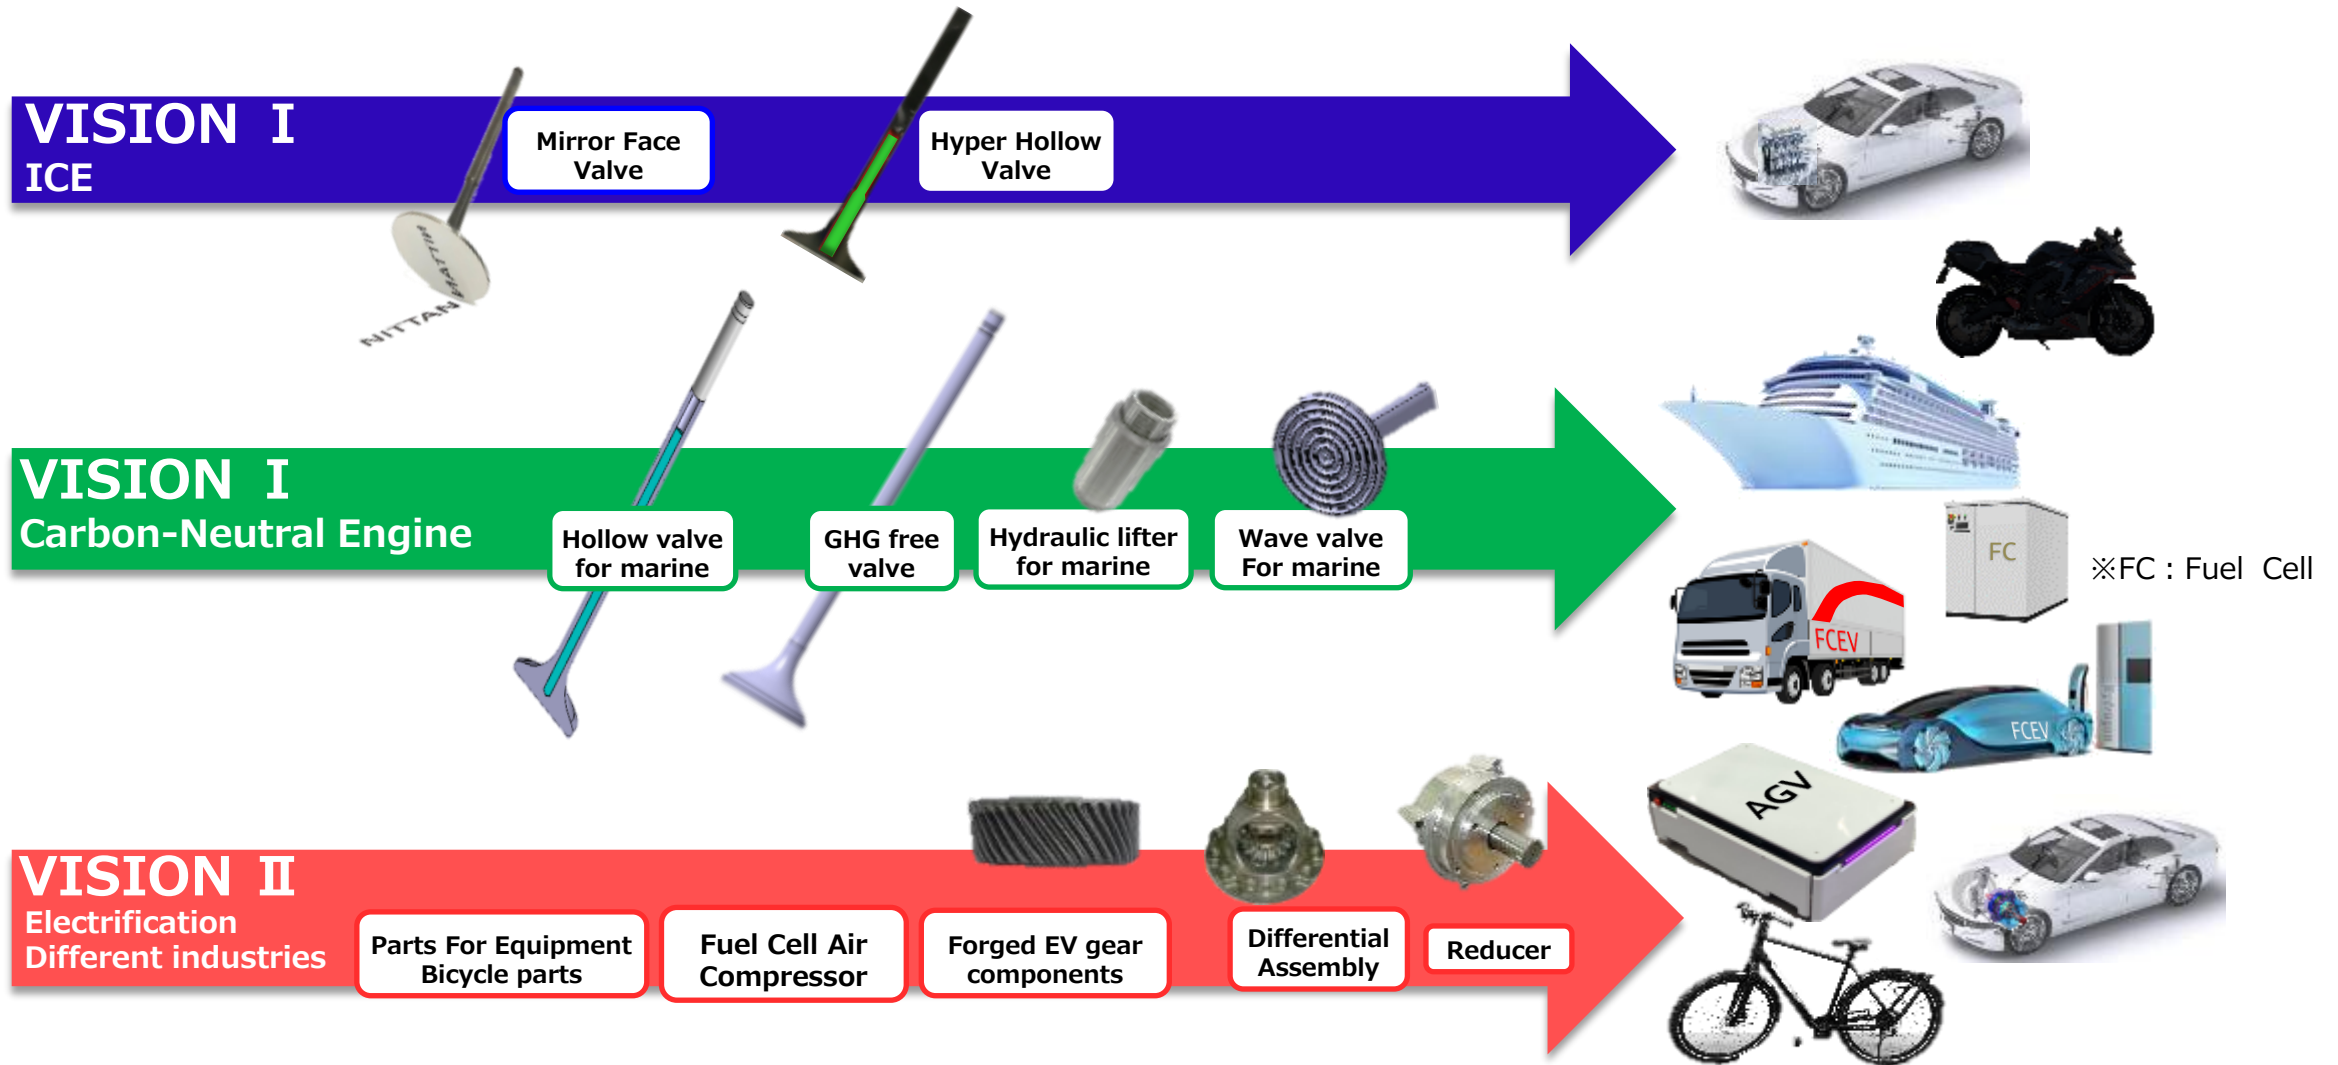 VISION Ⅰ
ICE
Mirror Face
Valve
Hyper Hollow
Valve
NITTAN
NITTAN
VISION Ⅰ
Carbon-Neutral Engine
Hollow valve
for marine
GHG free
valve
Hydraulic lifter
for marine
Wave valve
For marine
FC
※FC : Fuel Cell
FCEV
FCEV
Hydrogen
AGV
VISION Ⅱ
Electrification
Different industries
Parts For Equipment
Bicycle parts
Fuel Cell Air
Compressor
Forged EV gear
components
Differential
Assembly
Reducer